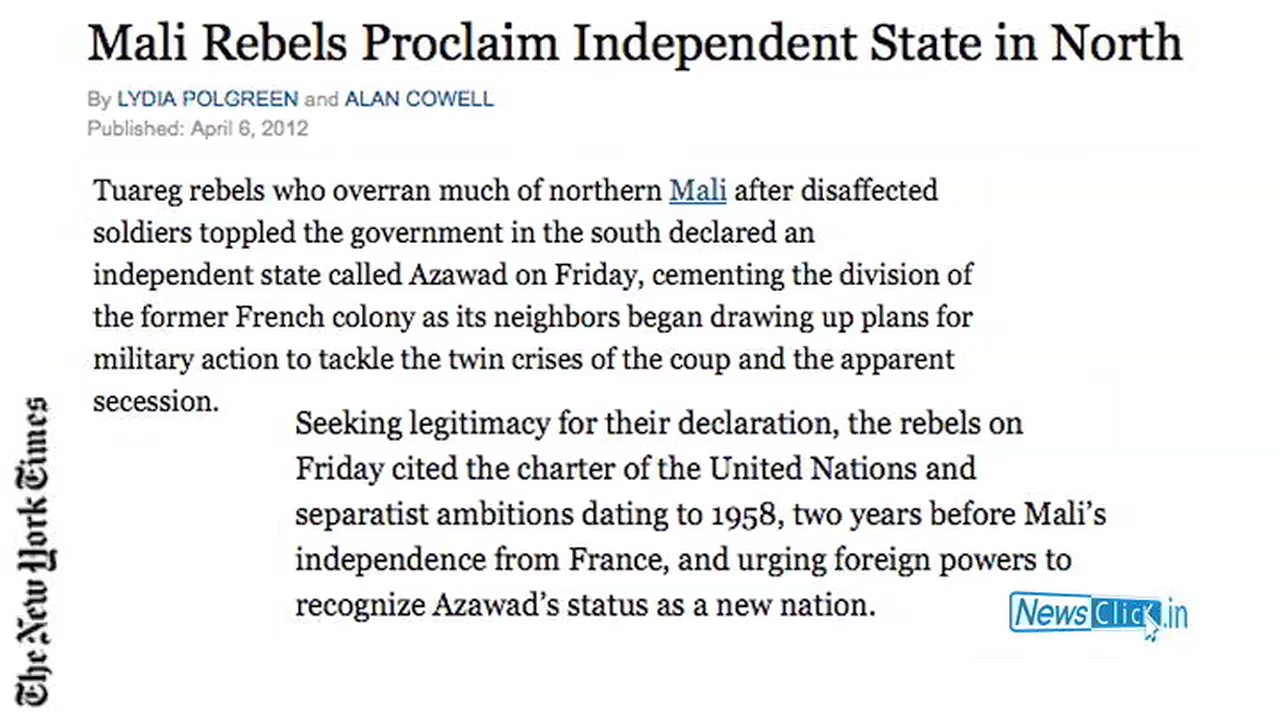 Mali Rebels Proclaim Independent State in North
By LYDIA POLGREEN and ALAN COWELL
Published: April 6, 2012
Tuareg rebels who overran much of northern Mali after disaffected
soldiers toppled the government in the south declared an
independent state called Azawad on Friday, cementing the division of
the former French colony as its neighbors began drawing up plans for
military action to tackle the twin crises of the coup and the apparent
secession.
Seeking legitimacy for their declaration, the rebels on
Friday cited the charter of the United Nations and
separatist ambitions dating to 1958, two years before Mali’s
independence from France, and urging foreign powers to
recognize Azawad’s status as a new nation.
The New York Times
NewsClick.in